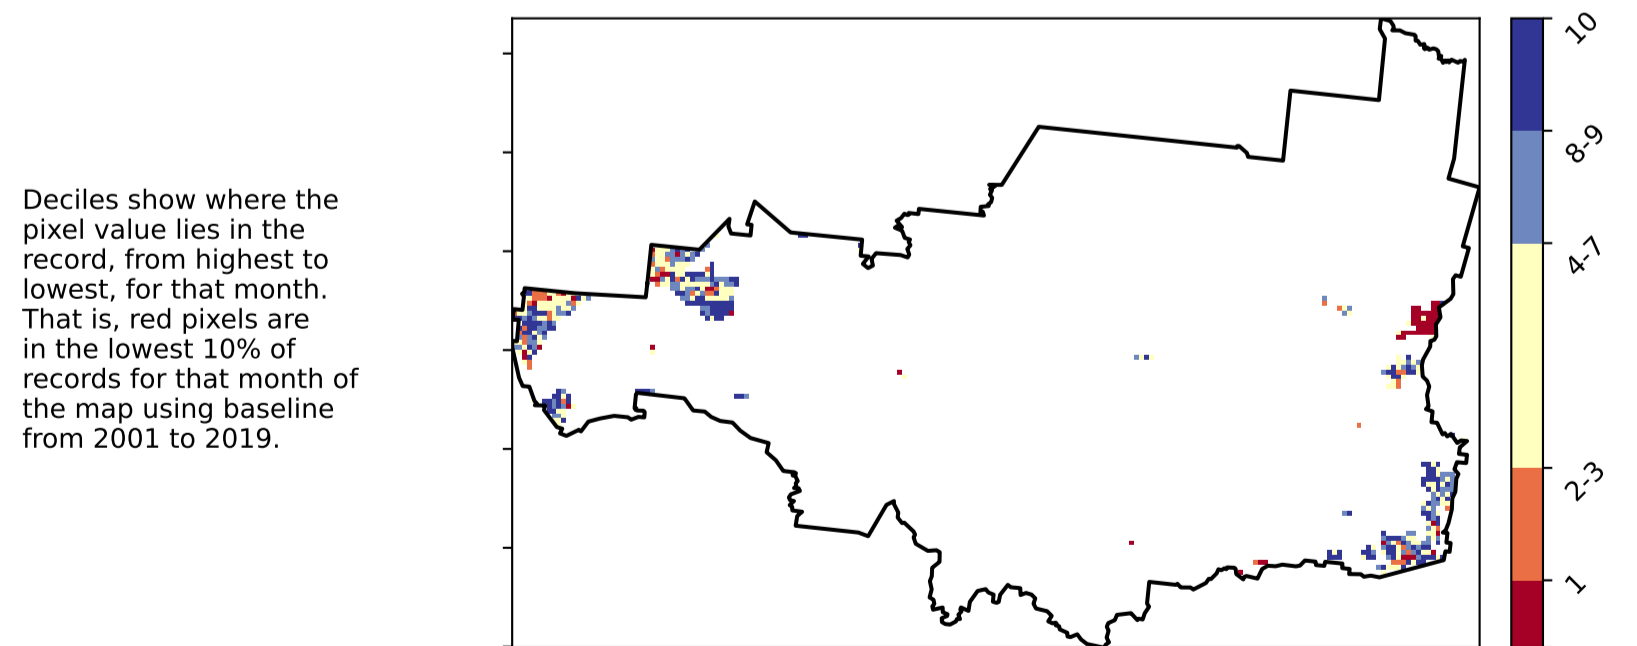 Deciles show where the
pixel value lies in the
record, from highest to
lowest, for that month.
That is, red pixels are
in the lowest 10% of
records for that month of
the map using baseline
from 2001 to 2019.
10
8-9
4-7
2-3
1